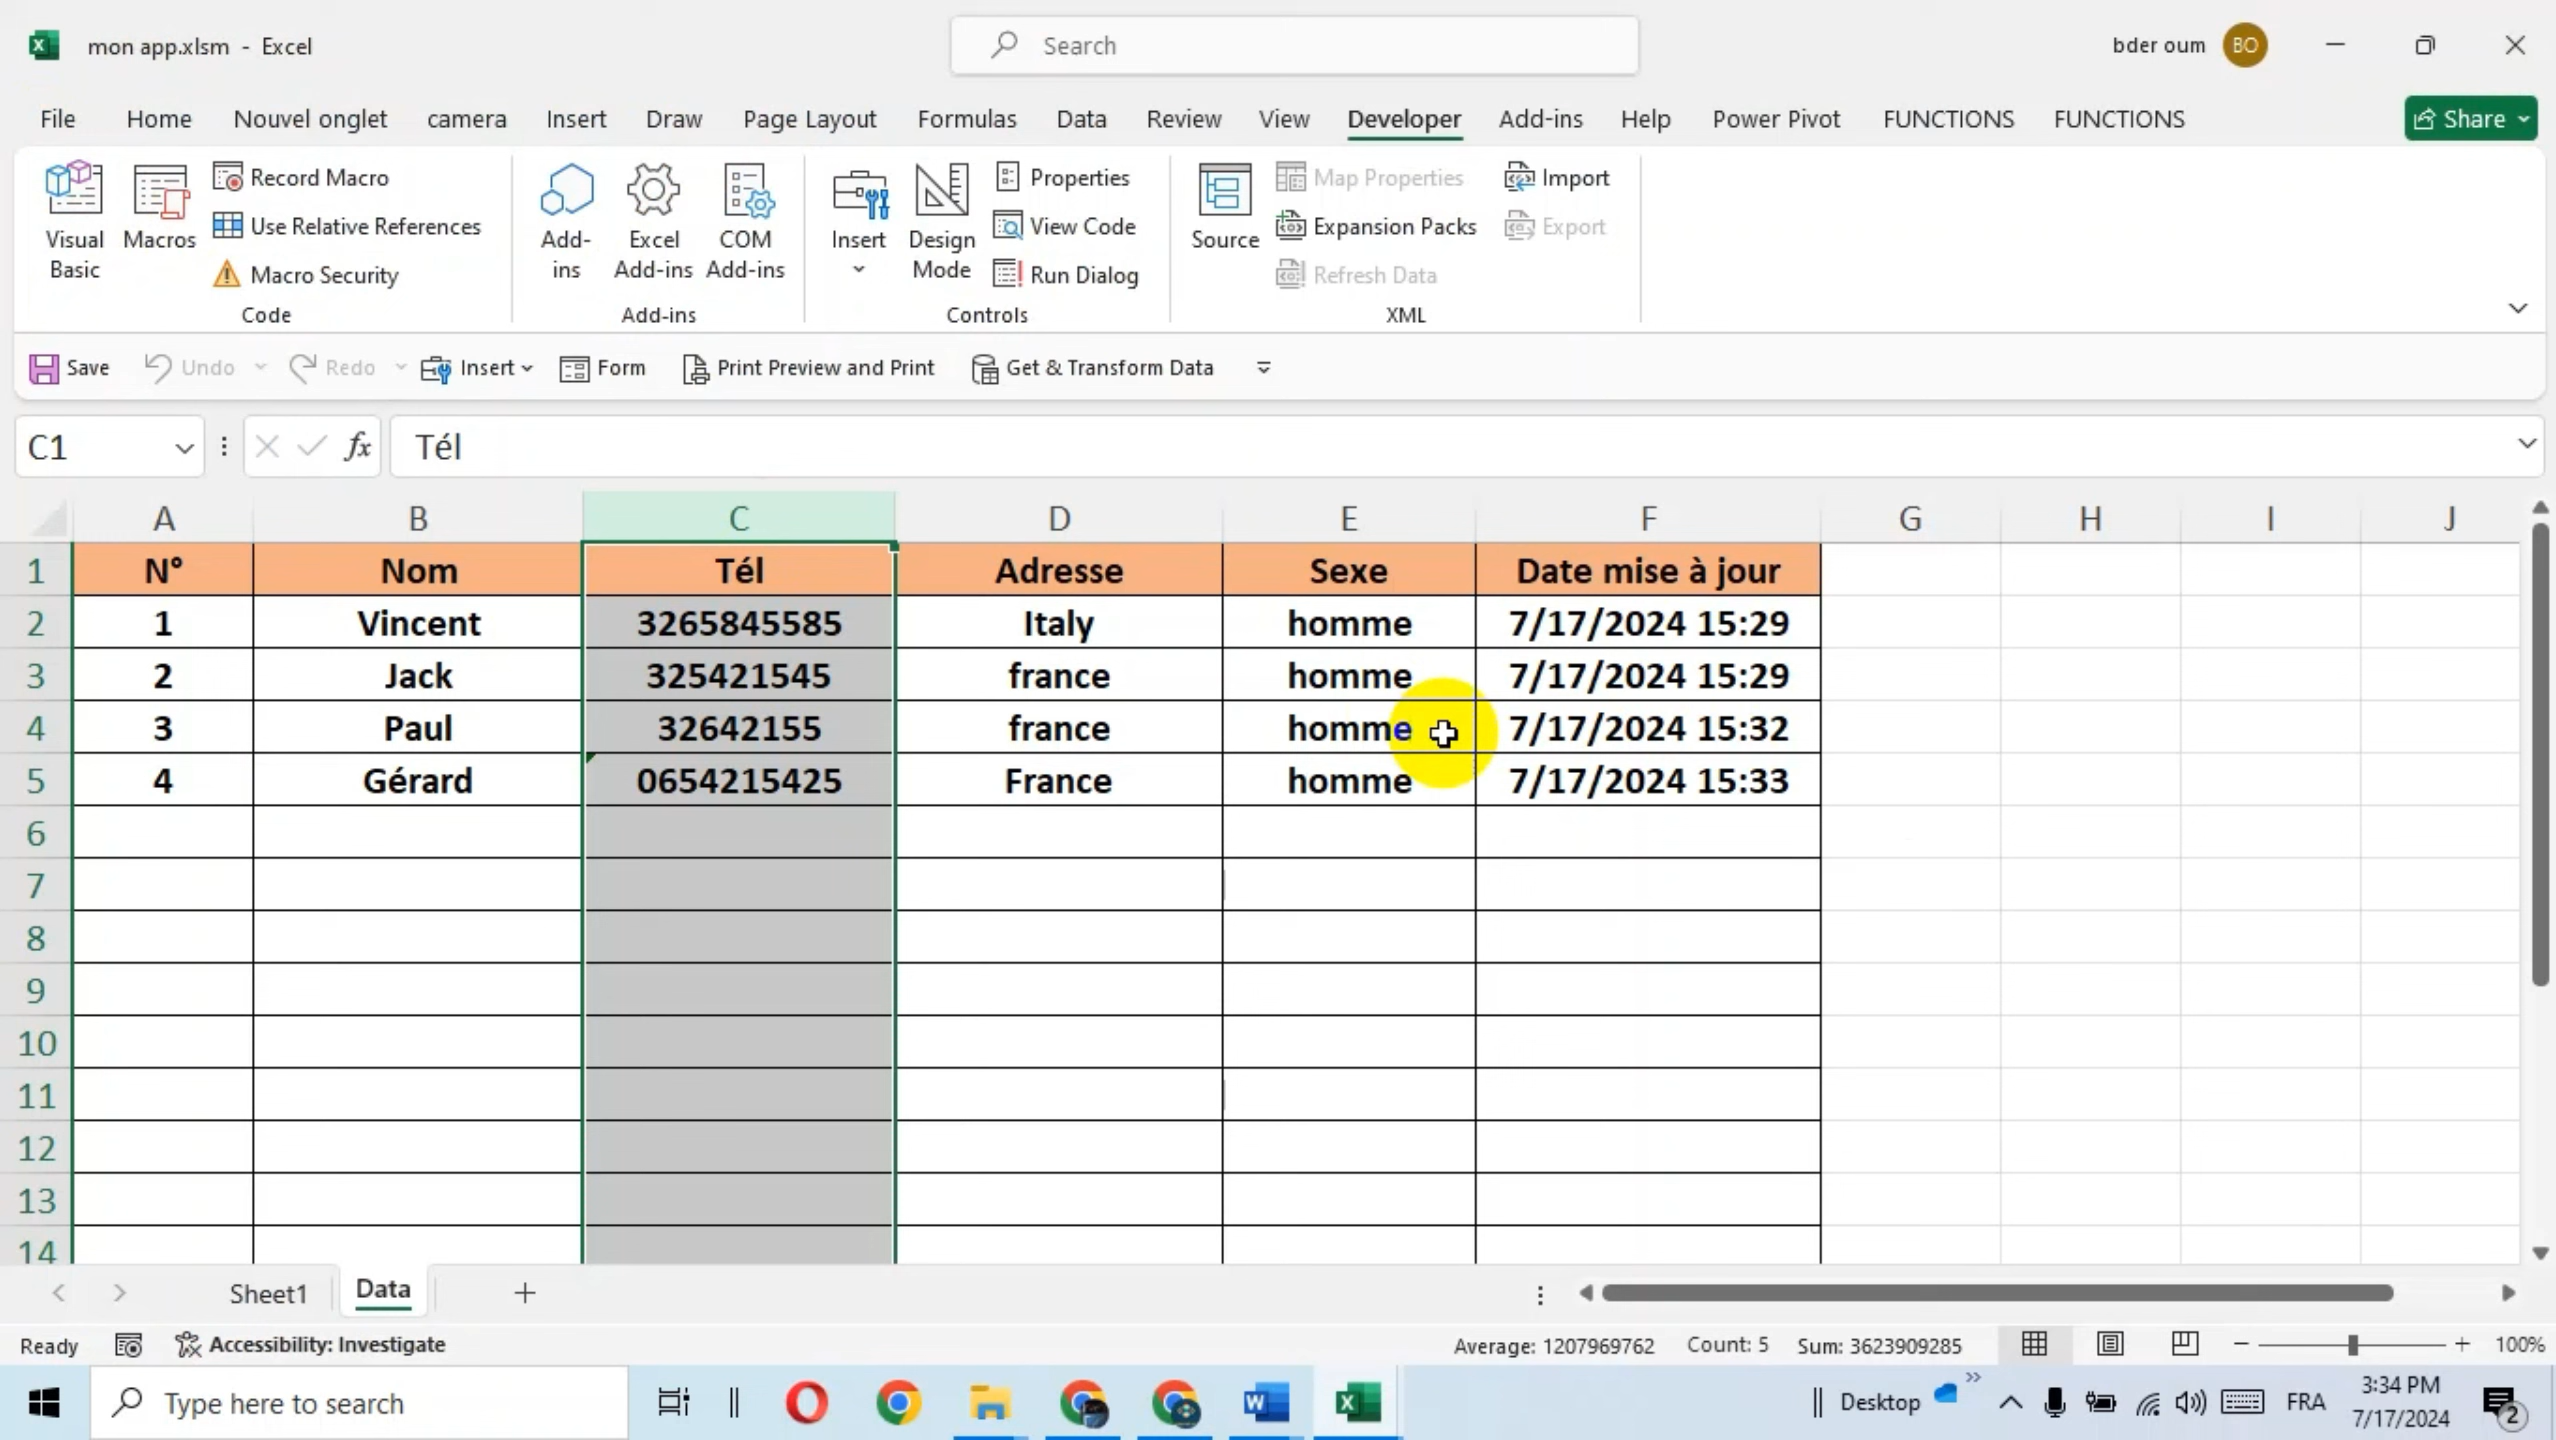 mon app.xlsm - Excel
Search
bder oum BO
File Home Nouvel onglet camera Insert Draw Page Layout Formulas Data Review View Developer Add-ins Help Power Pivot FUNCTIONS FUNCTIONS Share
Visual Basic
Macros
Record Macro
Use Relative References
Macro Security
Code
Add-ins
Excel Add-ins
COM Add-ins
Add-ins
Insert
Design Mode
Properties
View Code
Run Dialog
Controls
Source
Map Properties
Expansion Packs
Refresh Data
Import
Export
XML
Save Undo Redo Insert Form Print Preview and Print Get & Transform Data
C1 fx Tél
A B C D E F G H I J
1 N° Nom Tél Adresse Sexe Date mise à jour
2 1 Vincent 3265845585 Italy homme 7/17/2024 15:29
3 2 Jack 325421545 france homme 7/17/2024 15:29
4 3 Paul 32642155 france homme 7/17/2024 15:32
5 4 Gérard 0654215425 France homme 7/17/2024 15:33
6
7
8
9
10
11
12
13
14
Sheet1 Data
Ready Accessibility: Investigate Average: 1207969762 Count: 5 Sum: 3623909285 100%
Type here to search Desktop FRA 3:34 PM
7/17/2024 2